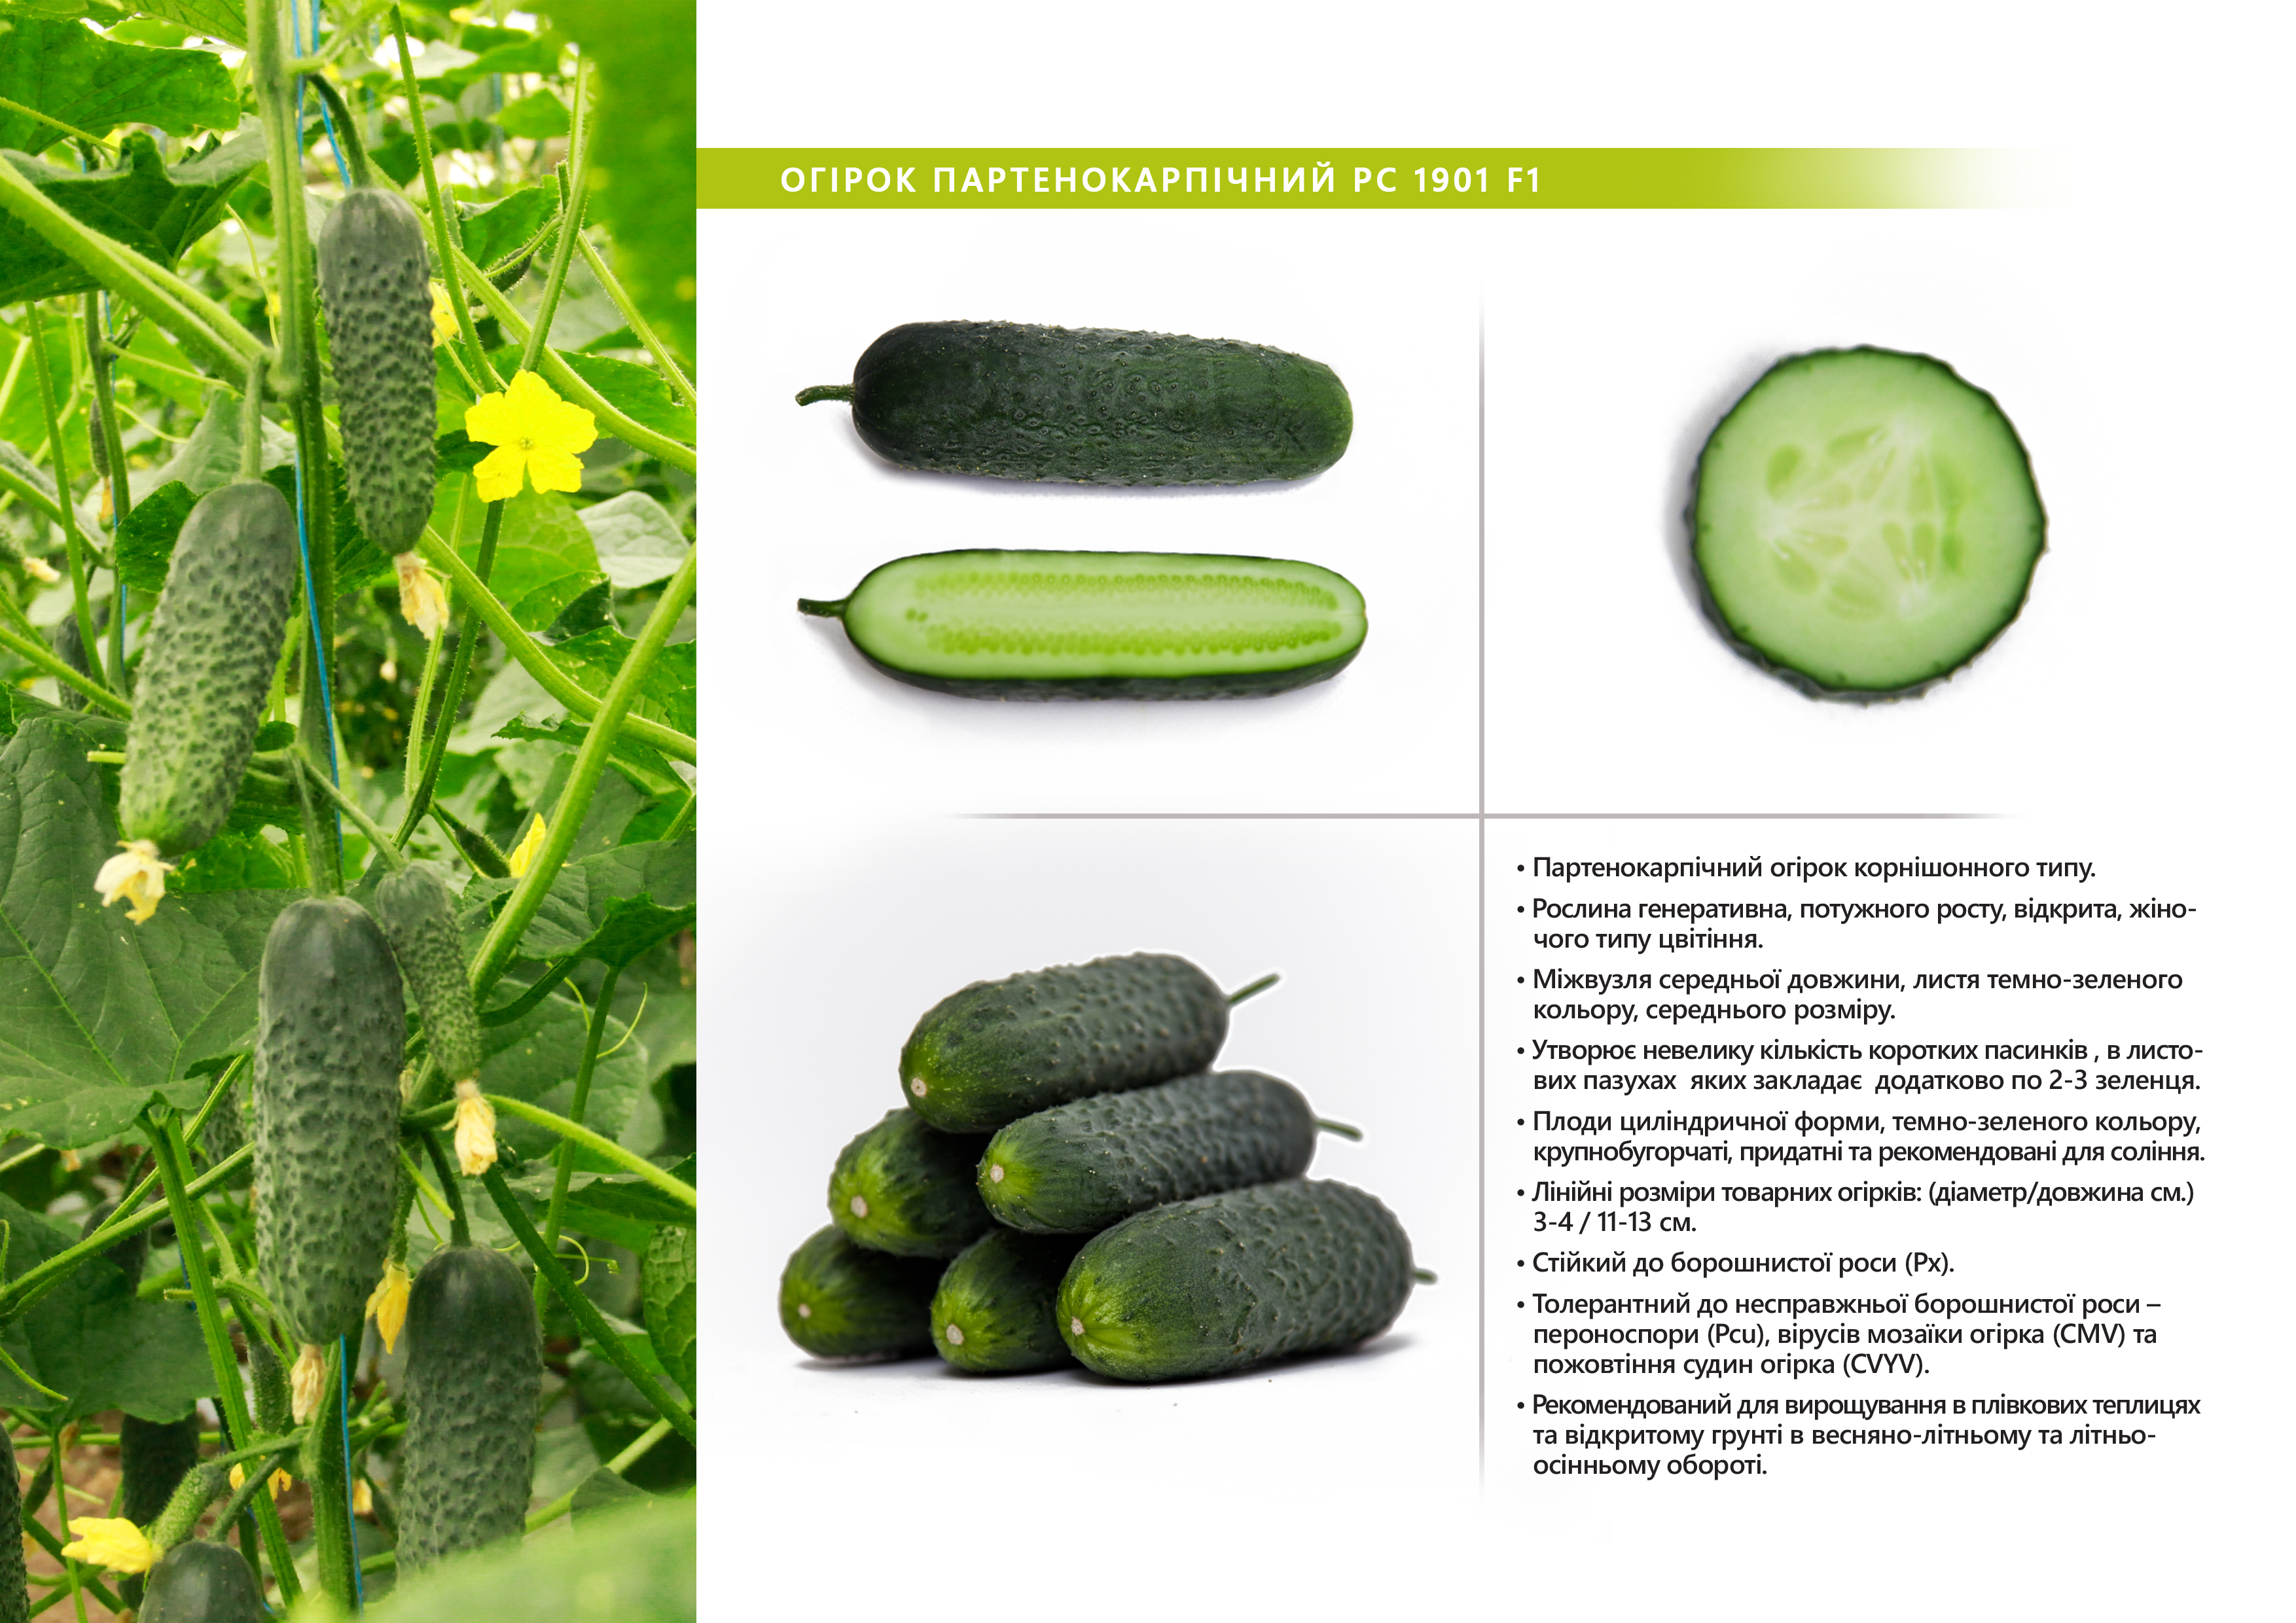 ОГІРОК ПАРТЕНОКАРПІЧНИЙ РС 1901 F1
• Партенокарпічний огірок корнішонного типу.
• Рослина генеративна, потужного росту, відкрита, жіно-
чого типу цвітіння.
• Міжвузля середньої довжини, листя темно-зеленого
кольору, середнього розміру.
• Утворює невелику кількість коротких пасинків , в листо-
вих пазухах  яких закладає  додатково по 2-3 зеленця.
• Плоди циліндричної форми, темно-зеленого кольору,
крупнобугорчаті, придатні та рекомендовані для соління.
• Лінійні розміри товарних огірків: (діаметр/довжина см.)
3-4 / 11-13 см.
• Стійкий до борошнистої роси (Px).
• Толерантний до несправжньої борошнистої роси –
пероноспори (Pcu), вірусів мозаїки огірка (CMV) та
пожовтіння судин огірка (CVYV).
• Рекомендований для вирощування в плівкових теплицях
та відкритому грунті в весняно-літньому та літньо-
осінньому обороті.